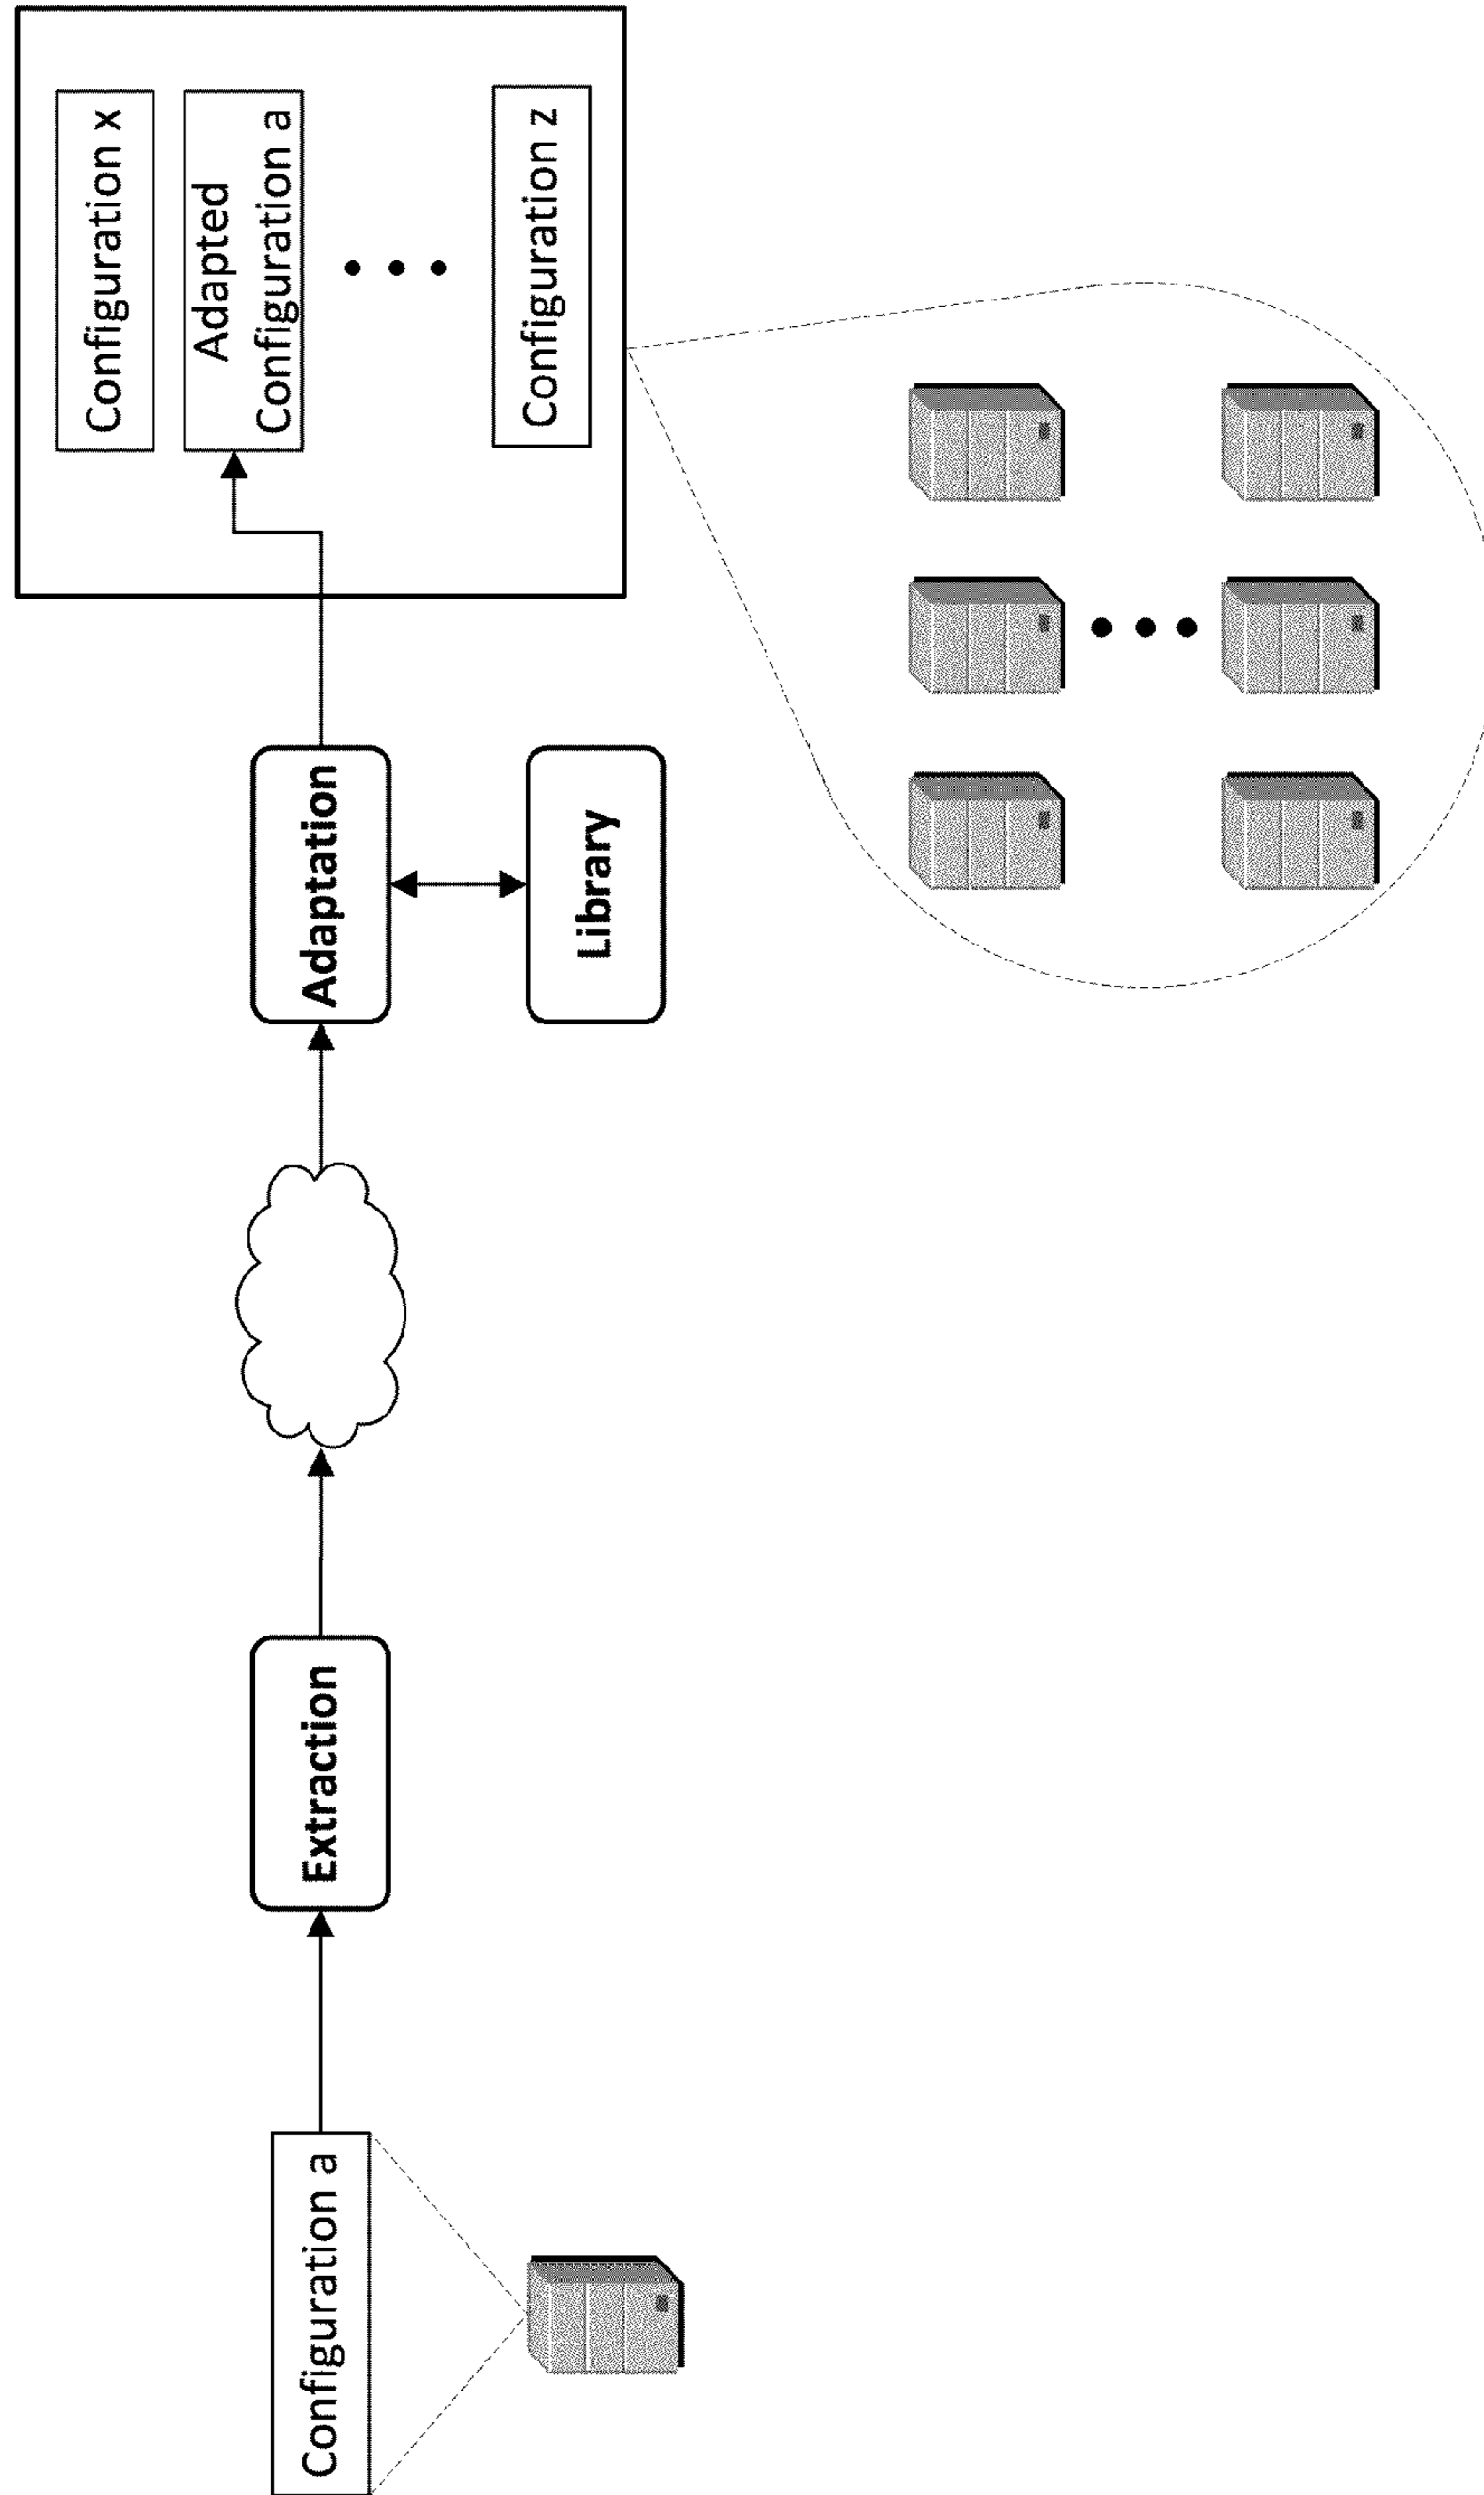 Configuration a
Extraction
Adaptation
Library
Configuration x
Adapted
Configuration a
Configuration z